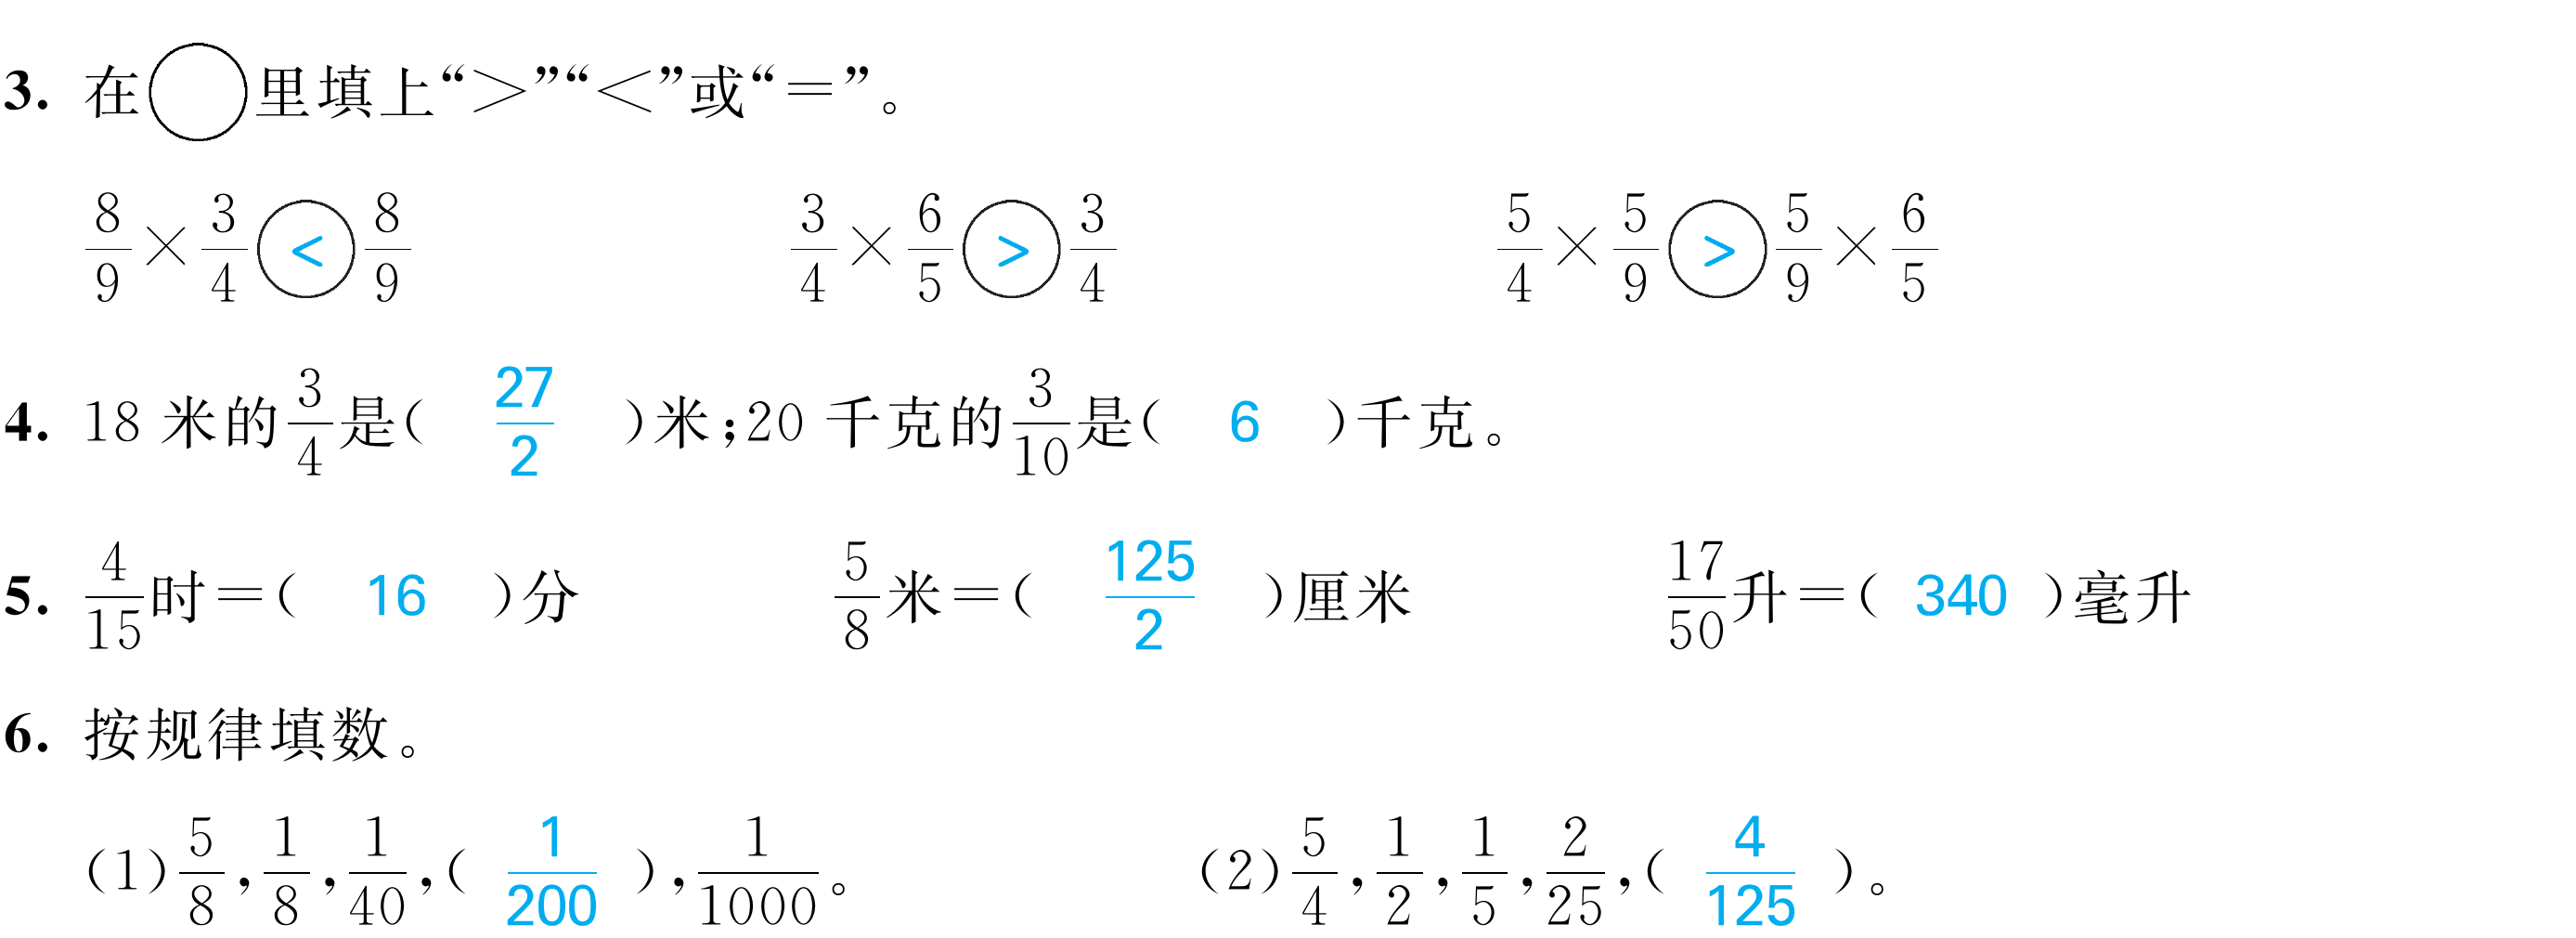 3. 在○里填上“>”“<”或“=”。
8/9×3/4 < 8/9 3/4×6/5 > 3/4 5/4×5/9 > 5/9×6/5
4. 18 米的3/4是( 27/2 )米;20 千克的3/10是( 6 )千克。
5. 4/15时=( 16 )分 5/8米=( 125/2 )厘米 17/50升=( 340 )毫升
6. 按规律填数。
(1)5/8,1/8,1/40,( 1/200 ),1/1000。 (2)5/4,1/2,1/5,2/25,( 4/125 )。